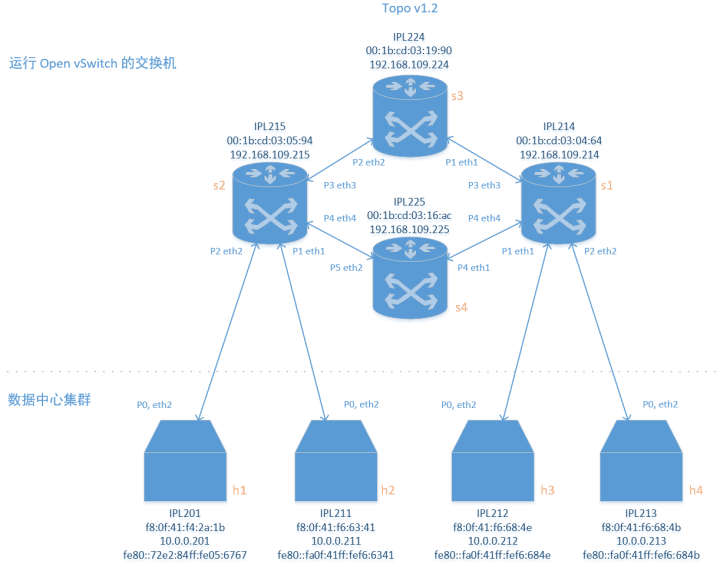 Topo v1.2
运行 Open vSwitch 的交换机
IPL224
00:1b:cd:03:19:90
192.168.109.224
s3
IPL215
00:1b:cd:03:05:94
192.168.109.215
s2
IPL214
00:1b:cd:03:04:64
192.168.109.214
s1
P2 eth2
P1 eth1
P3 eth3
P3 eth3
IPL225
00:1b:cd:03:16:ac
192.168.109.225
P4 eth4
P4 eth4
P2 eth2
P1 eth1
P5 eth2
P4 eth1
P1 eth1
P2 eth2
s4
数据中心集群
P0, eth2
P0, eth2
P0, eth2
P0, eth2
h1
h2
h3
h4
IPL201
f8:0f:41:f4:2a:1b
10.0.0.201
fe80::72e2:84ff:fe05:6767
IPL211
f8:0f:41:f6:63:41
10.0.0.211
fe80::fa0f:41ff:fef6:6341
IPL212
f8:0f:41:f6:68:4e
10.0.0.212
fe80::fa0f:41ff:fef6:684e
IPL213
f8:0f:41:f6:68:4b
10.0.0.213
fe80::fa0f:41ff:fef6:684b